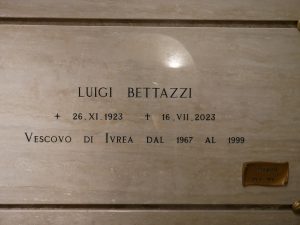 LUIGI BETTAZZI
+ 26.XI.1923 + 16.VII.2023
VESCOVO DI IVREA DAL 1967 AL 1999